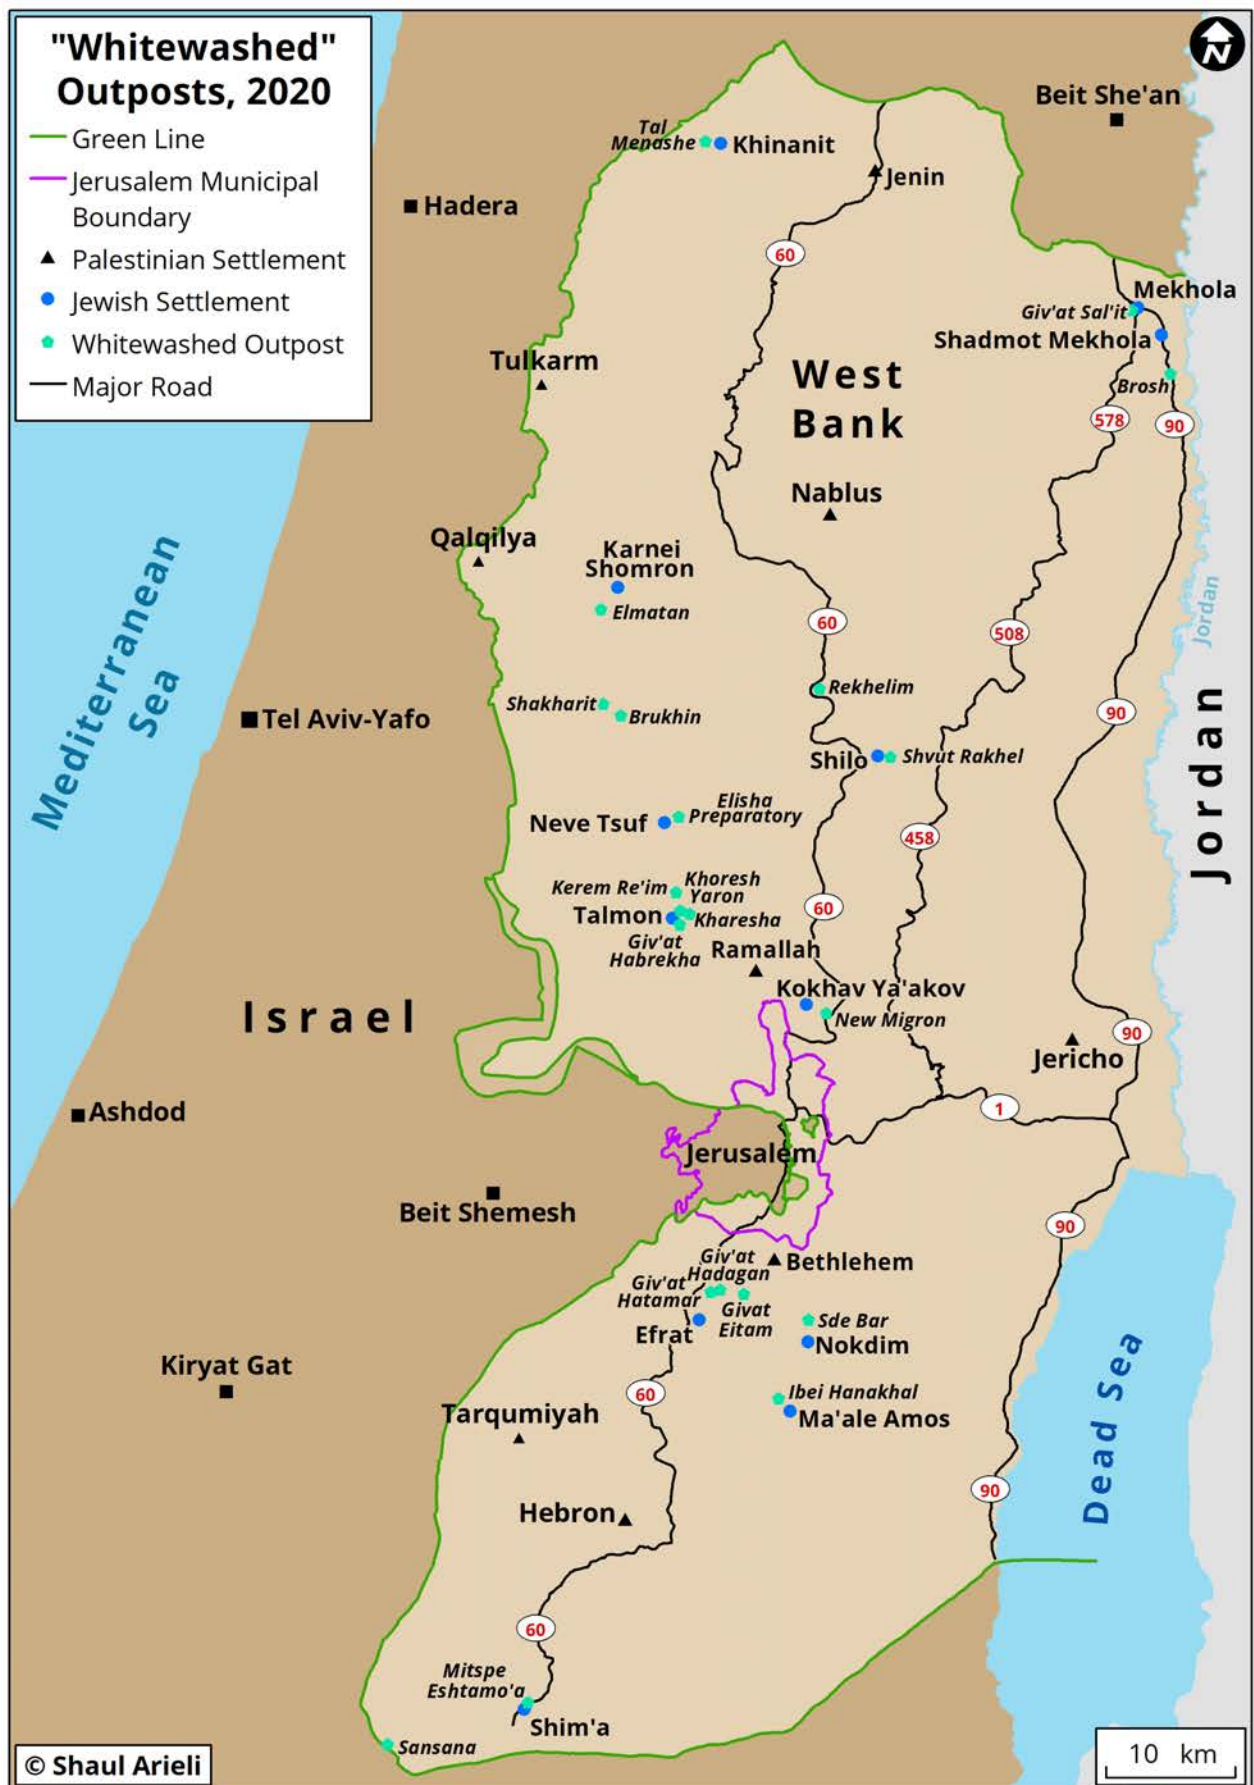 "Whitewashed"
Outposts, 2020
Green Line
Jerusalem Municipal
Boundary
Palestinian Settlement
Jewish Settlement
Whitewashed Outpost
Major Road
N
Beit She'an
Tal
Menashe
Khinanit
Jenin
Hadera
60
Mekhola
Giv'at Sal'it
Shadmot Mekhola
Tulkarm
West
Bank
Brosh
578
90
Nablus
Qalqilya
Karnei
Shomron
Elmatan
Mediterranean
Sea
Jordan
60
508
Rekhelim
Shakharit
Brukhin
Tel Aviv-Yafo
90
Jordan
Shilo
Shvut Rakhel
Elisha
Preparatory
Neve Tsuf
458
Kerem Re'im
Khoresh
Yaron
Talmon
Kharesha
60
Giv'at
Habrekha
Ramallah
Kokhav Ya'akov
New Migron
Israel
90
Jericho
Ashdod
1
Jerusalem
Beit Shemesh
90
Giv'at
Hadagan
Bethlehem
Giv'at
Hatamar
Givat
Eitam
Sde Bar
Efrat
Nokdim
Kiryat Gat
60
Ibei Hanakhal
Ma'ale Amos
Tarqumiyah
Dead Sea
90
Hebron
60
Mitspe
Eshtamo'a
Shim'a
Sansana
© Shaul Arieli
10 km